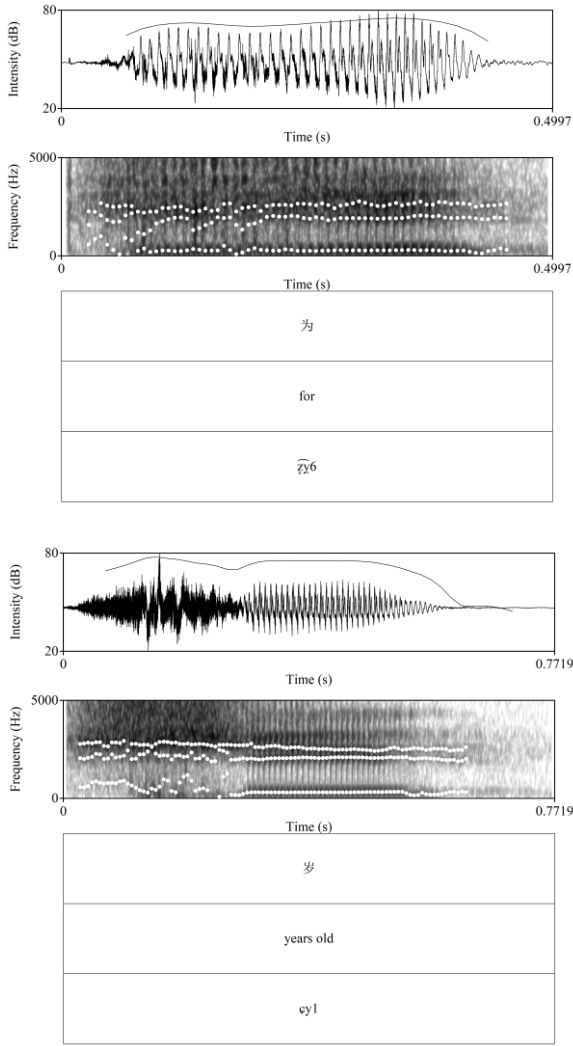 Intensity (dB)
80
20
0
0.4997
Time (s)
Frequency (Hz)
5000
0
0
0.4997
Time (s)
为
for
Intensity (dB)
80
20
0
0.7719
Time (s)
Frequency (Hz)
5000
0
0
0.7719
Time (s)
岁
years old
ɕy1